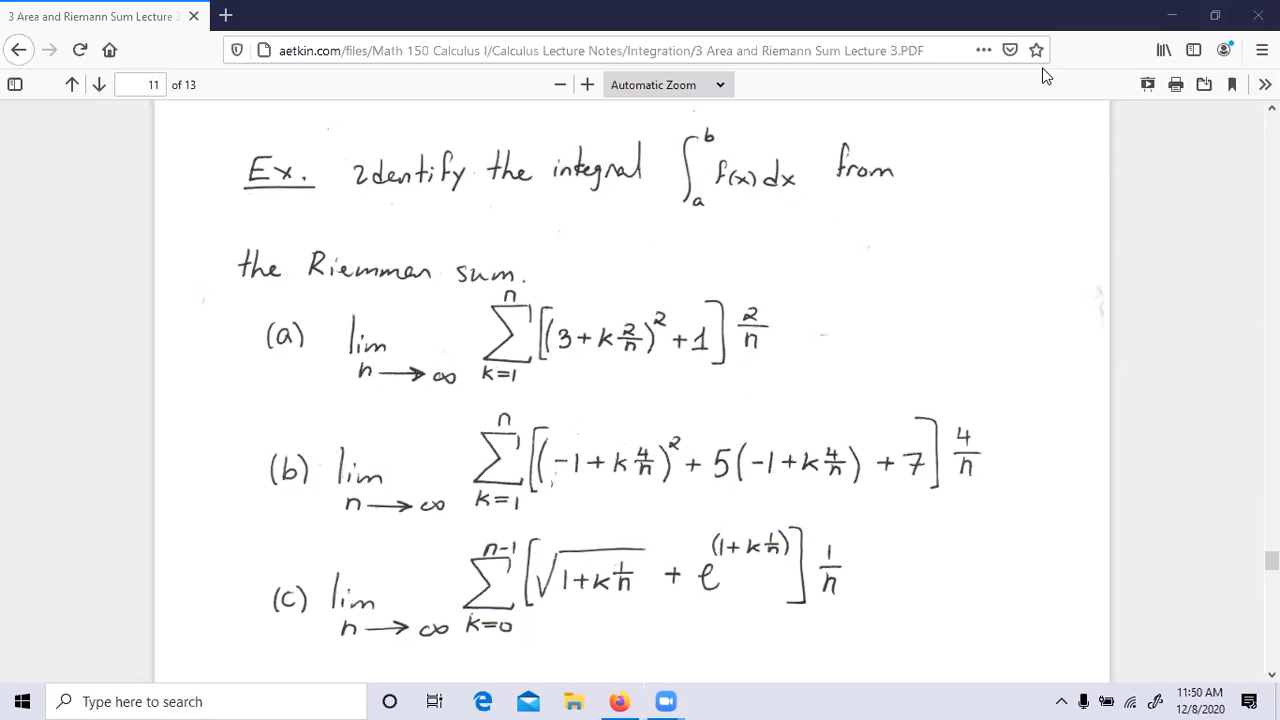 3 Area and Riemann Sum Lecture 3
aetkin.com/files/Math 150 Calculus I/Calculus Lecture Notes/Integration/3 Area and Riemann Sum Lecture 3.PDF
11 of 13
Automatic Zoom
Ex. Identify the integral ∫_a^b f(x) dx from
the Riemman sum.
(a) lim_{n→∞} ∑_{k=1}^{n} [(3+k 2/n)^2 + 1] 2/n
(b) lim_{n→∞} ∑_{k=1}^{n} [(-1+k 4/n)^2 + 5(-1+k 4/n) + 7] 4/n
(c) lim_{n→∞} ∑_{k=0}^{n-1} [√(1+k 1/n) + e^{(1+k 1/n)}] 1/n
Type here to search
11:50 AM
12/8/2020